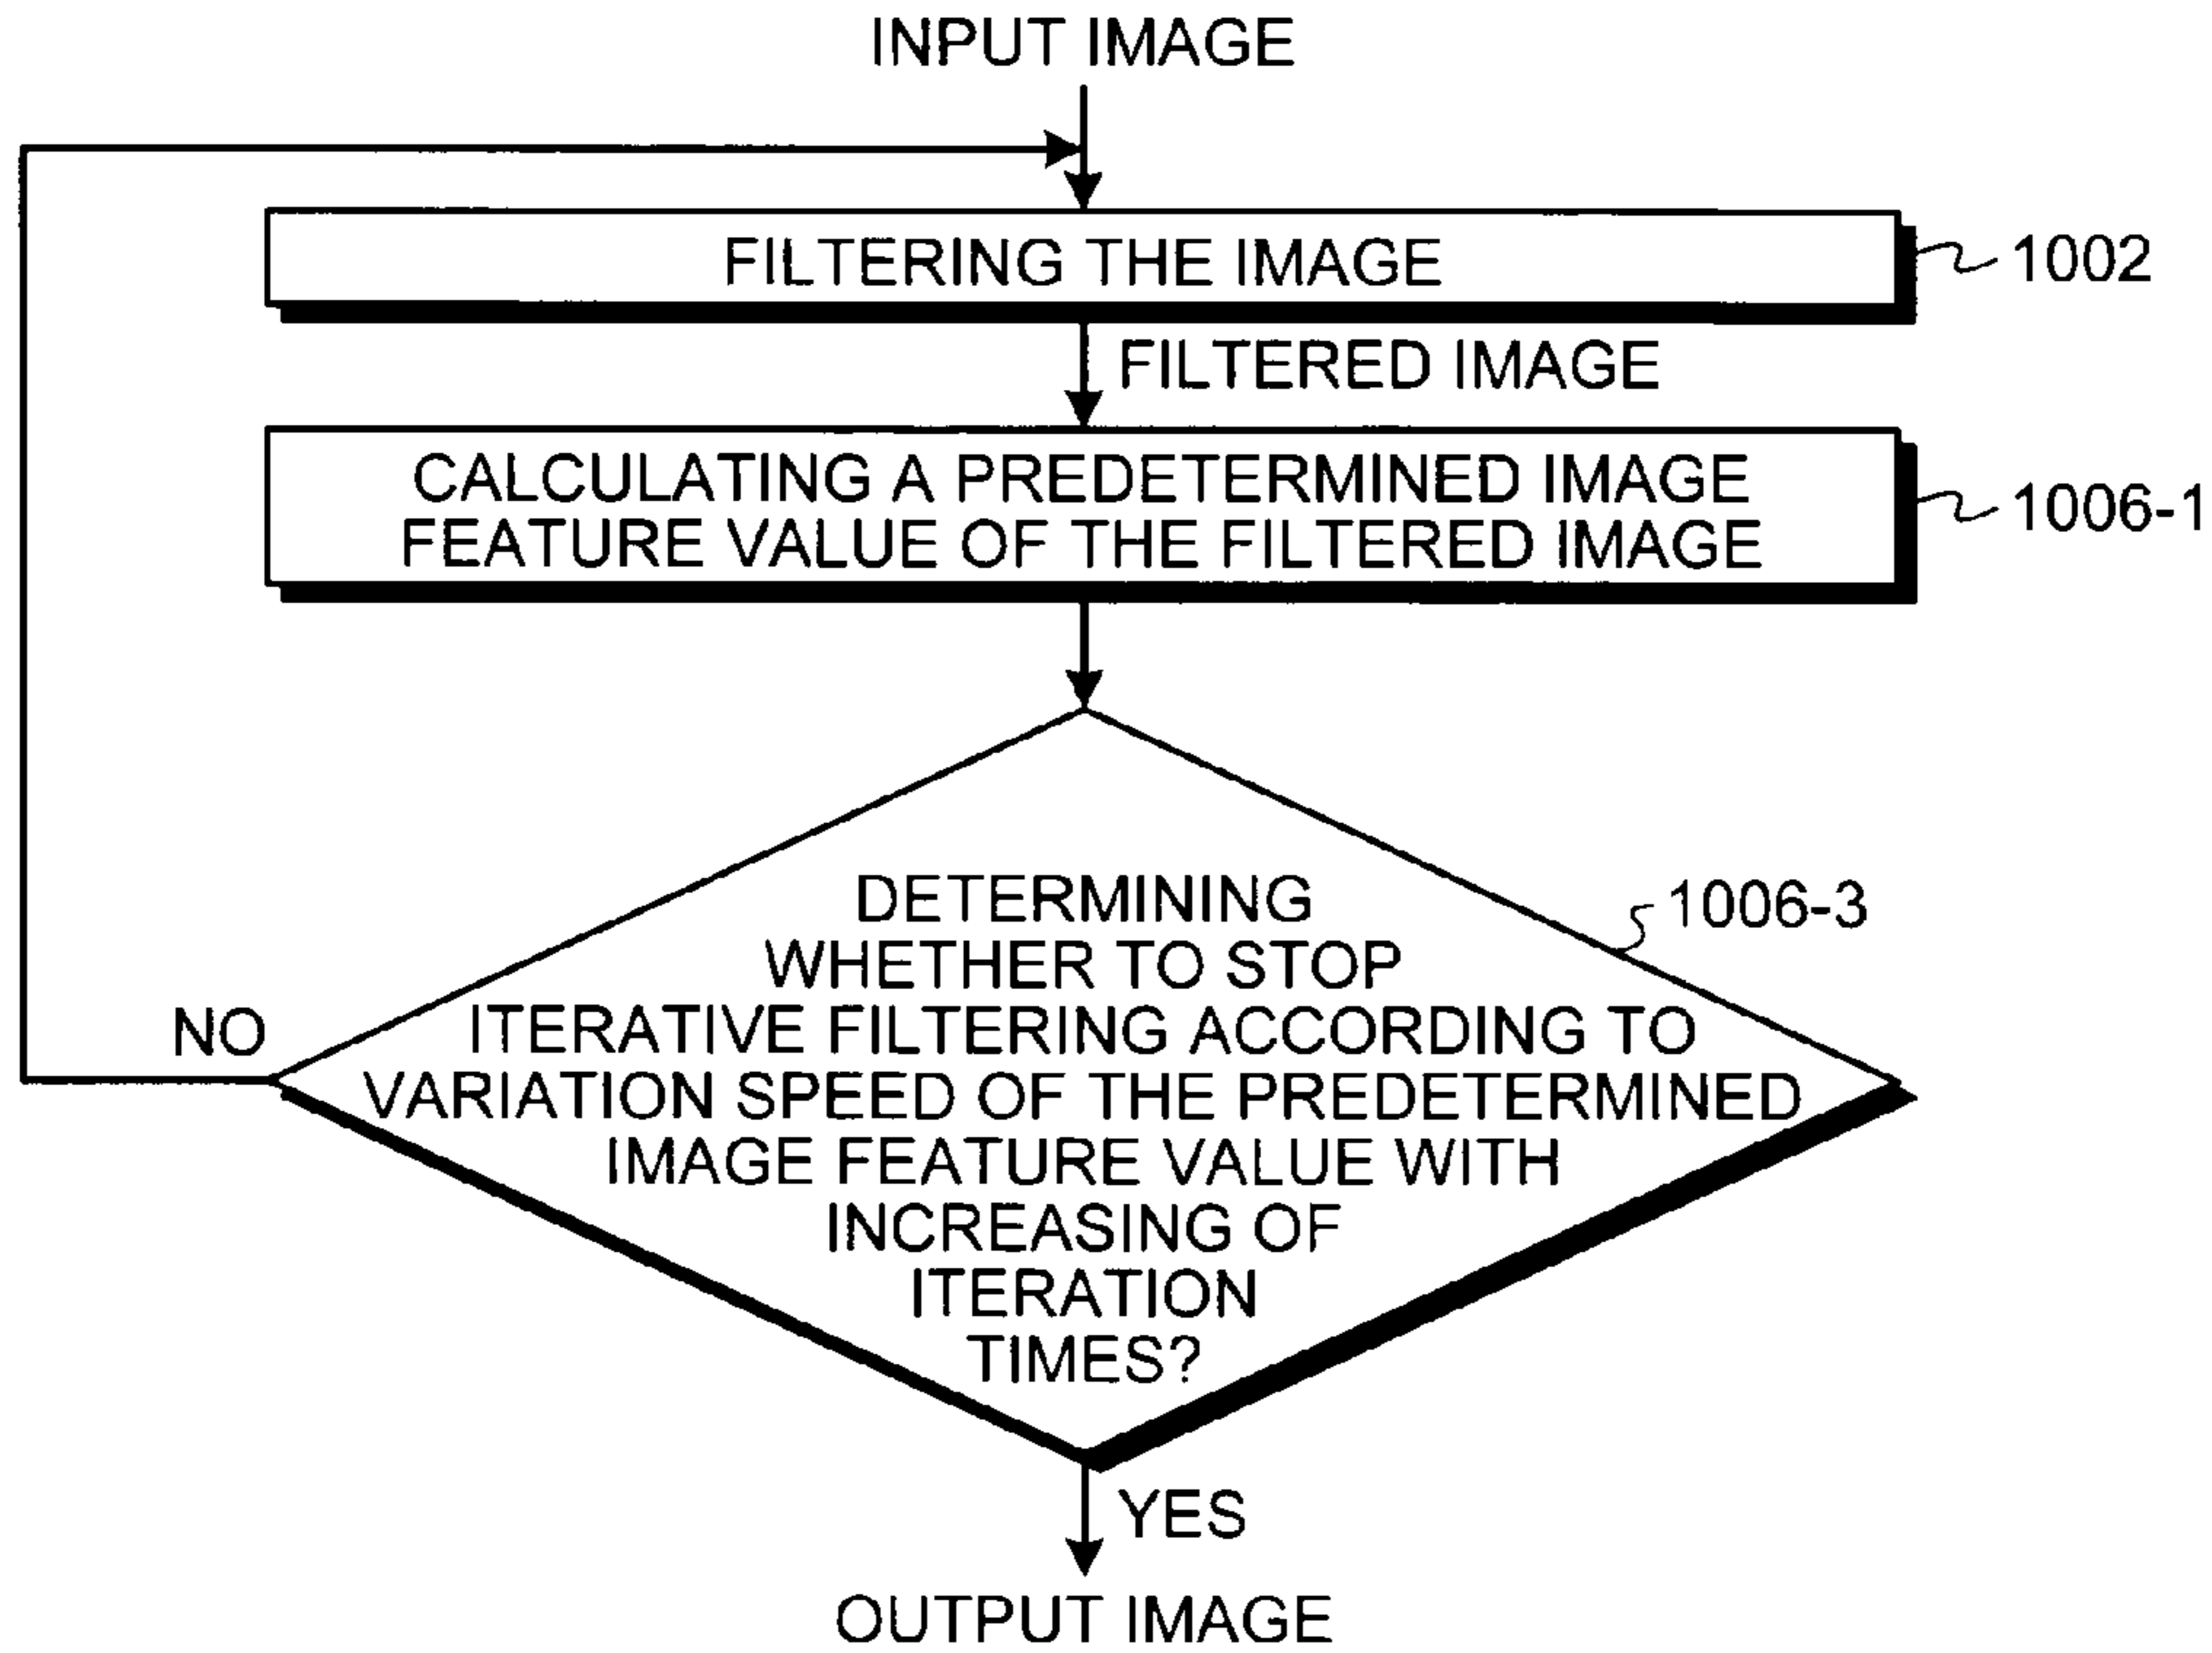 INPUT IMAGE
FILTERING THE IMAGE
1002
FILTERED IMAGE
CALCULATING A PREDETERMINED IMAGE
FEATURE VALUE OF THE FILTERED IMAGE
1006-1
DETERMINING
WHETHER TO STOP
ITERATIVE FILTERING ACCORDING TO
VARIATION SPEED OF THE PREDETERMINED
IMAGE FEATURE VALUE WITH
INCREASING OF
ITERATION
TIMES?
1006-3
NO
YES
OUTPUT IMAGE